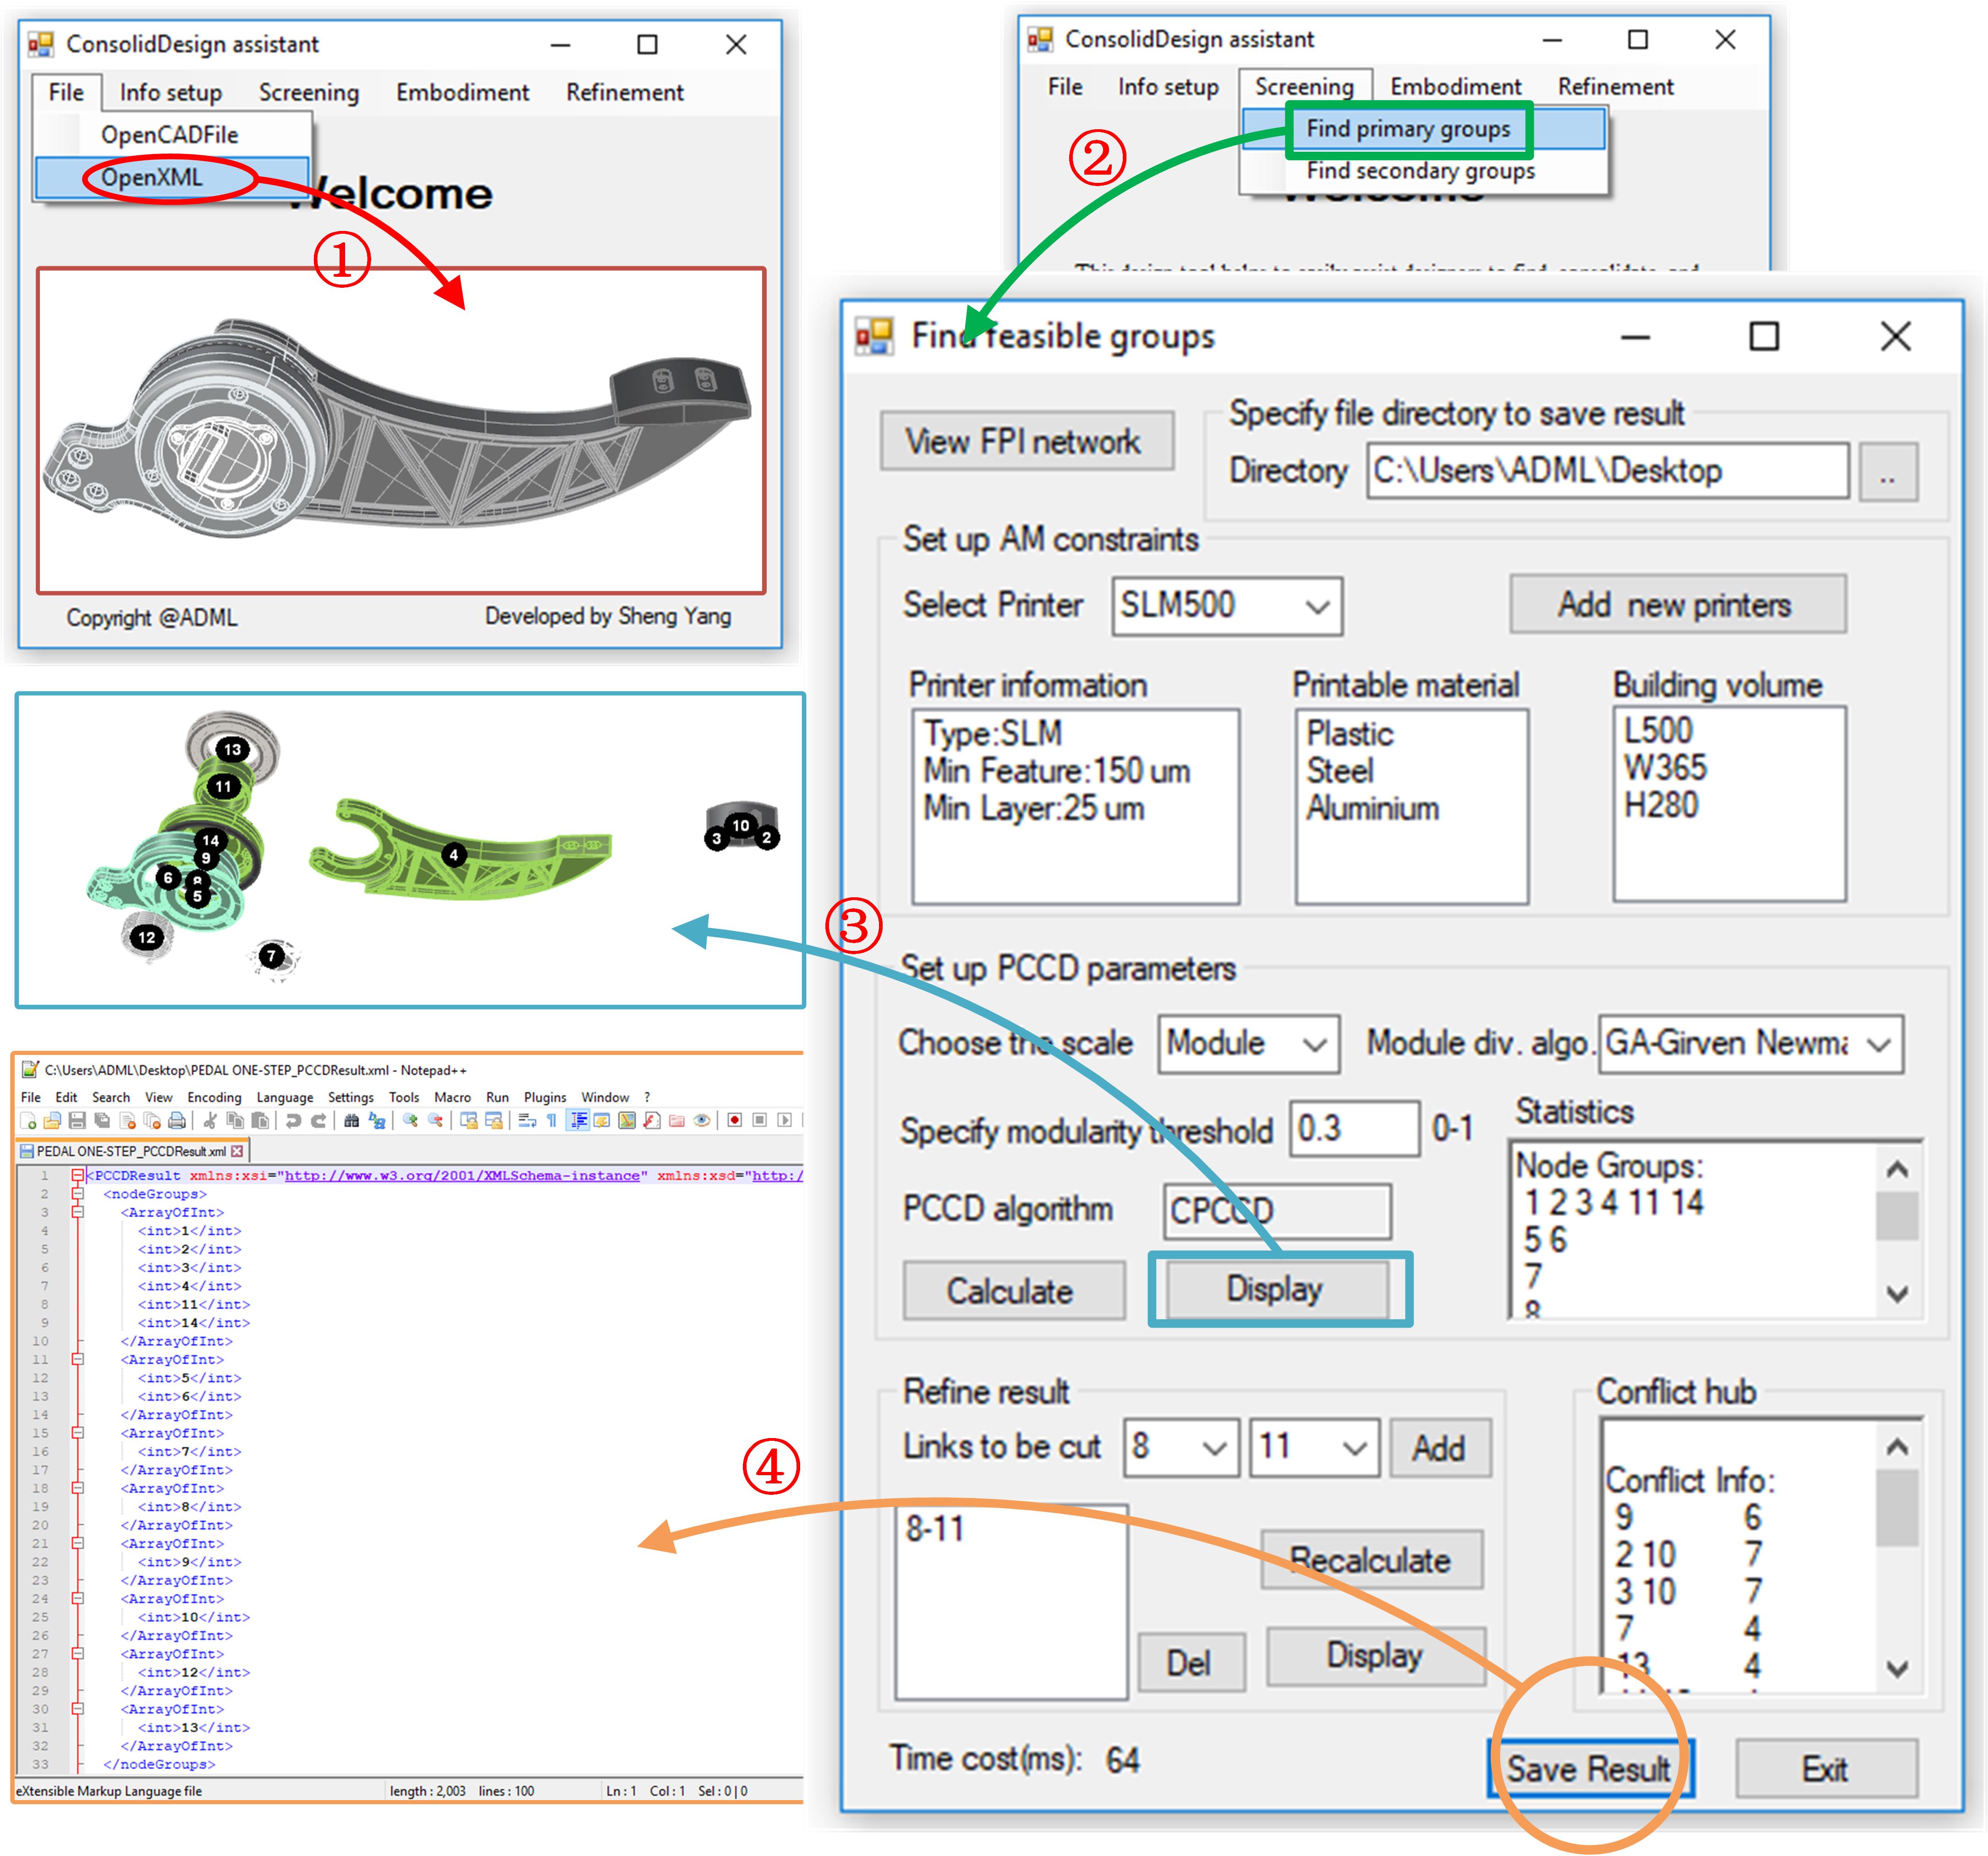 ConsolidDesign assistant
File Info setup Screening Embodiment Refinement
OpenCADFile
OpenXML
Welcome
①
Copyright @ADML Developed by Sheng Yang
ConsolidDesign assistant
File Info setup Screening Embodiment Refinement
Find primary groups
Find secondary groups
Welcome
This design tool helps to easily assist designers to find, consolidate, and
②
Find feasible groups
View FPI network
Specify file directory to save result
Directory C:\Users\ADML\Desktop ..
Set up AM constraints
Select Printer SLM500 Add new printers
Printer information Printable material Building volume
Type:SLM Plastic L500
Min Feature:150 um Steel W365
Min Layer:25 um Aluminium H280
③
Set up PCCD parameters
Choose the scale Module Module div. algo. GA-Girven Newma
Specify modularity threshold 0.3 0-1
Statistics
Node Groups:
1 2 3 4 11 14
5 6
7
8
PCCD algorithm CPCCD
Calculate Display
Refine result
Links to be cut 8 11 Add
8-11
Recalculate
Del Display
Conflict hub
Conflict Info:
9 6
2 10 7
3 10 7
7 4
13 4
Time cost(ms): 64
Save Result Exit
13
11
14
9
6
8
5
12
7
4
3 10 2
④
C:\Users\ADML\Desktop\PEDAL ONE-STEP_PCCDResult.xml - Notepad++
File Edit Search View Encoding Language Settings Tools Macro Run Plugins Window ?
PEDAL ONE-STEP_PCCDResult.xml
1 <PCCDResult xmlns:xsi="http://www.w3.org/2001/XMLSchema-instance" xmlns:xsd="http:/
2 <nodeGroups>
3 <ArrayOfInt>
4 <int>1</int>
5 <int>2</int>
6 <int>3</int>
7 <int>4</int>
8 <int>11</int>
9 <int>14</int>
10 </ArrayOfInt>
11 <ArrayOfInt>
12 <int>5</int>
13 <int>6</int>
14 </ArrayOfInt>
15 <ArrayOfInt>
16 <int>7</int>
17 </ArrayOfInt>
18 <ArrayOfInt>
19 <int>8</int>
20 </ArrayOfInt>
21 <ArrayOfInt>
22 <int>9</int>
23 </ArrayOfInt>
24 <ArrayOfInt>
25 <int>10</int>
26 </ArrayOfInt>
27 <ArrayOfInt>
28 <int>12</int>
29 </ArrayOfInt>
30 <ArrayOfInt>
31 <int>13</int>
32 </ArrayOfInt>
33 </nodeGroups>
eXtensible Markup Language file length : 2,003 lines : 100 Ln : 1 Col : 1 Sel : 0 | 0